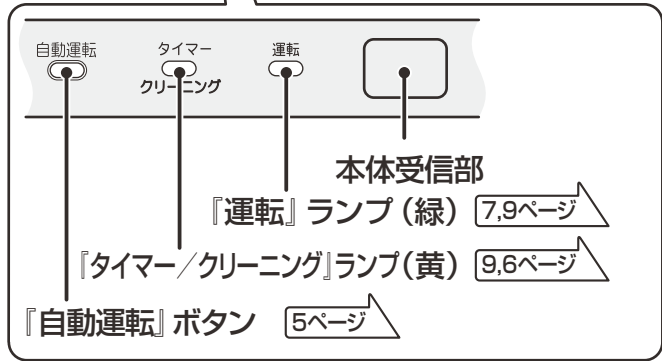 自動運転 タイマー 運転
クリーニング
本体受信部
『運転』ランプ（緑） 7,9ページ
『タイマー／クリーニング』ランプ（黄） 9,6ページ
『自動運転』ボタン 5ページ